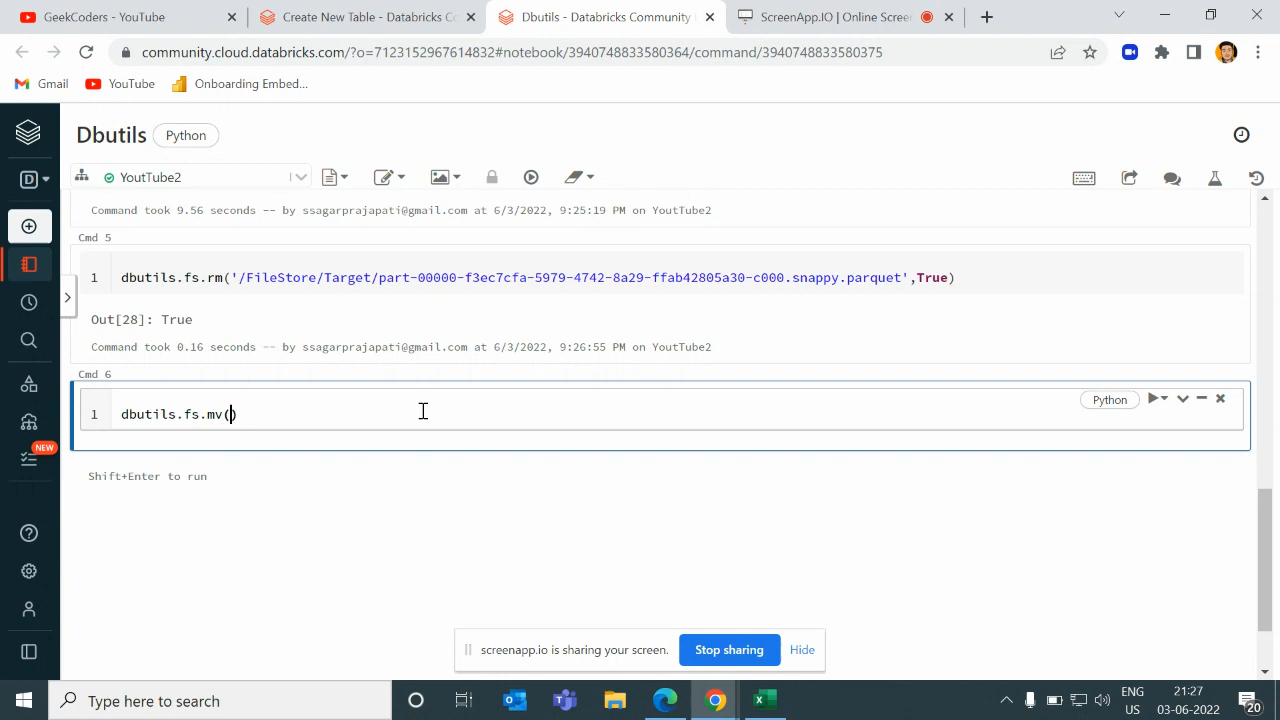 GeekCoders - YouTube
Create New Table - Databricks Co
Dbutils - Databricks Community
ScreenApp.IO | Online Screen
community.cloud.databricks.com/?o=7123152967614832#notebook/3940748833580364/command/3940748833580375
Gmail
YouTube
Onboarding Embed...
Dbutils
Python
D
YoutTube2
Command took 9.56 seconds -- by ssagarprajapati@gmail.com at 6/3/2022, 9:25:19 PM on YoutTube2
Cmd 5
1 dbutils.fs.rm('/FileStore/Target/part-00000-f3ec7cfa-5979-4742-8a29-ffab42805a30-c000.snappy.parquet',True)
Out[28]: True
Command took 0.16 seconds -- by ssagarprajapati@gmail.com at 6/3/2022, 9:26:55 PM on YoutTube2
Cmd 6
Python
1 dbutils.fs.mv()
NEW
Shift+Enter to run
screenapp.io is sharing your screen.
Stop sharing
Hide
Type here to search
ENG
US
21:27
03-06-2022
20